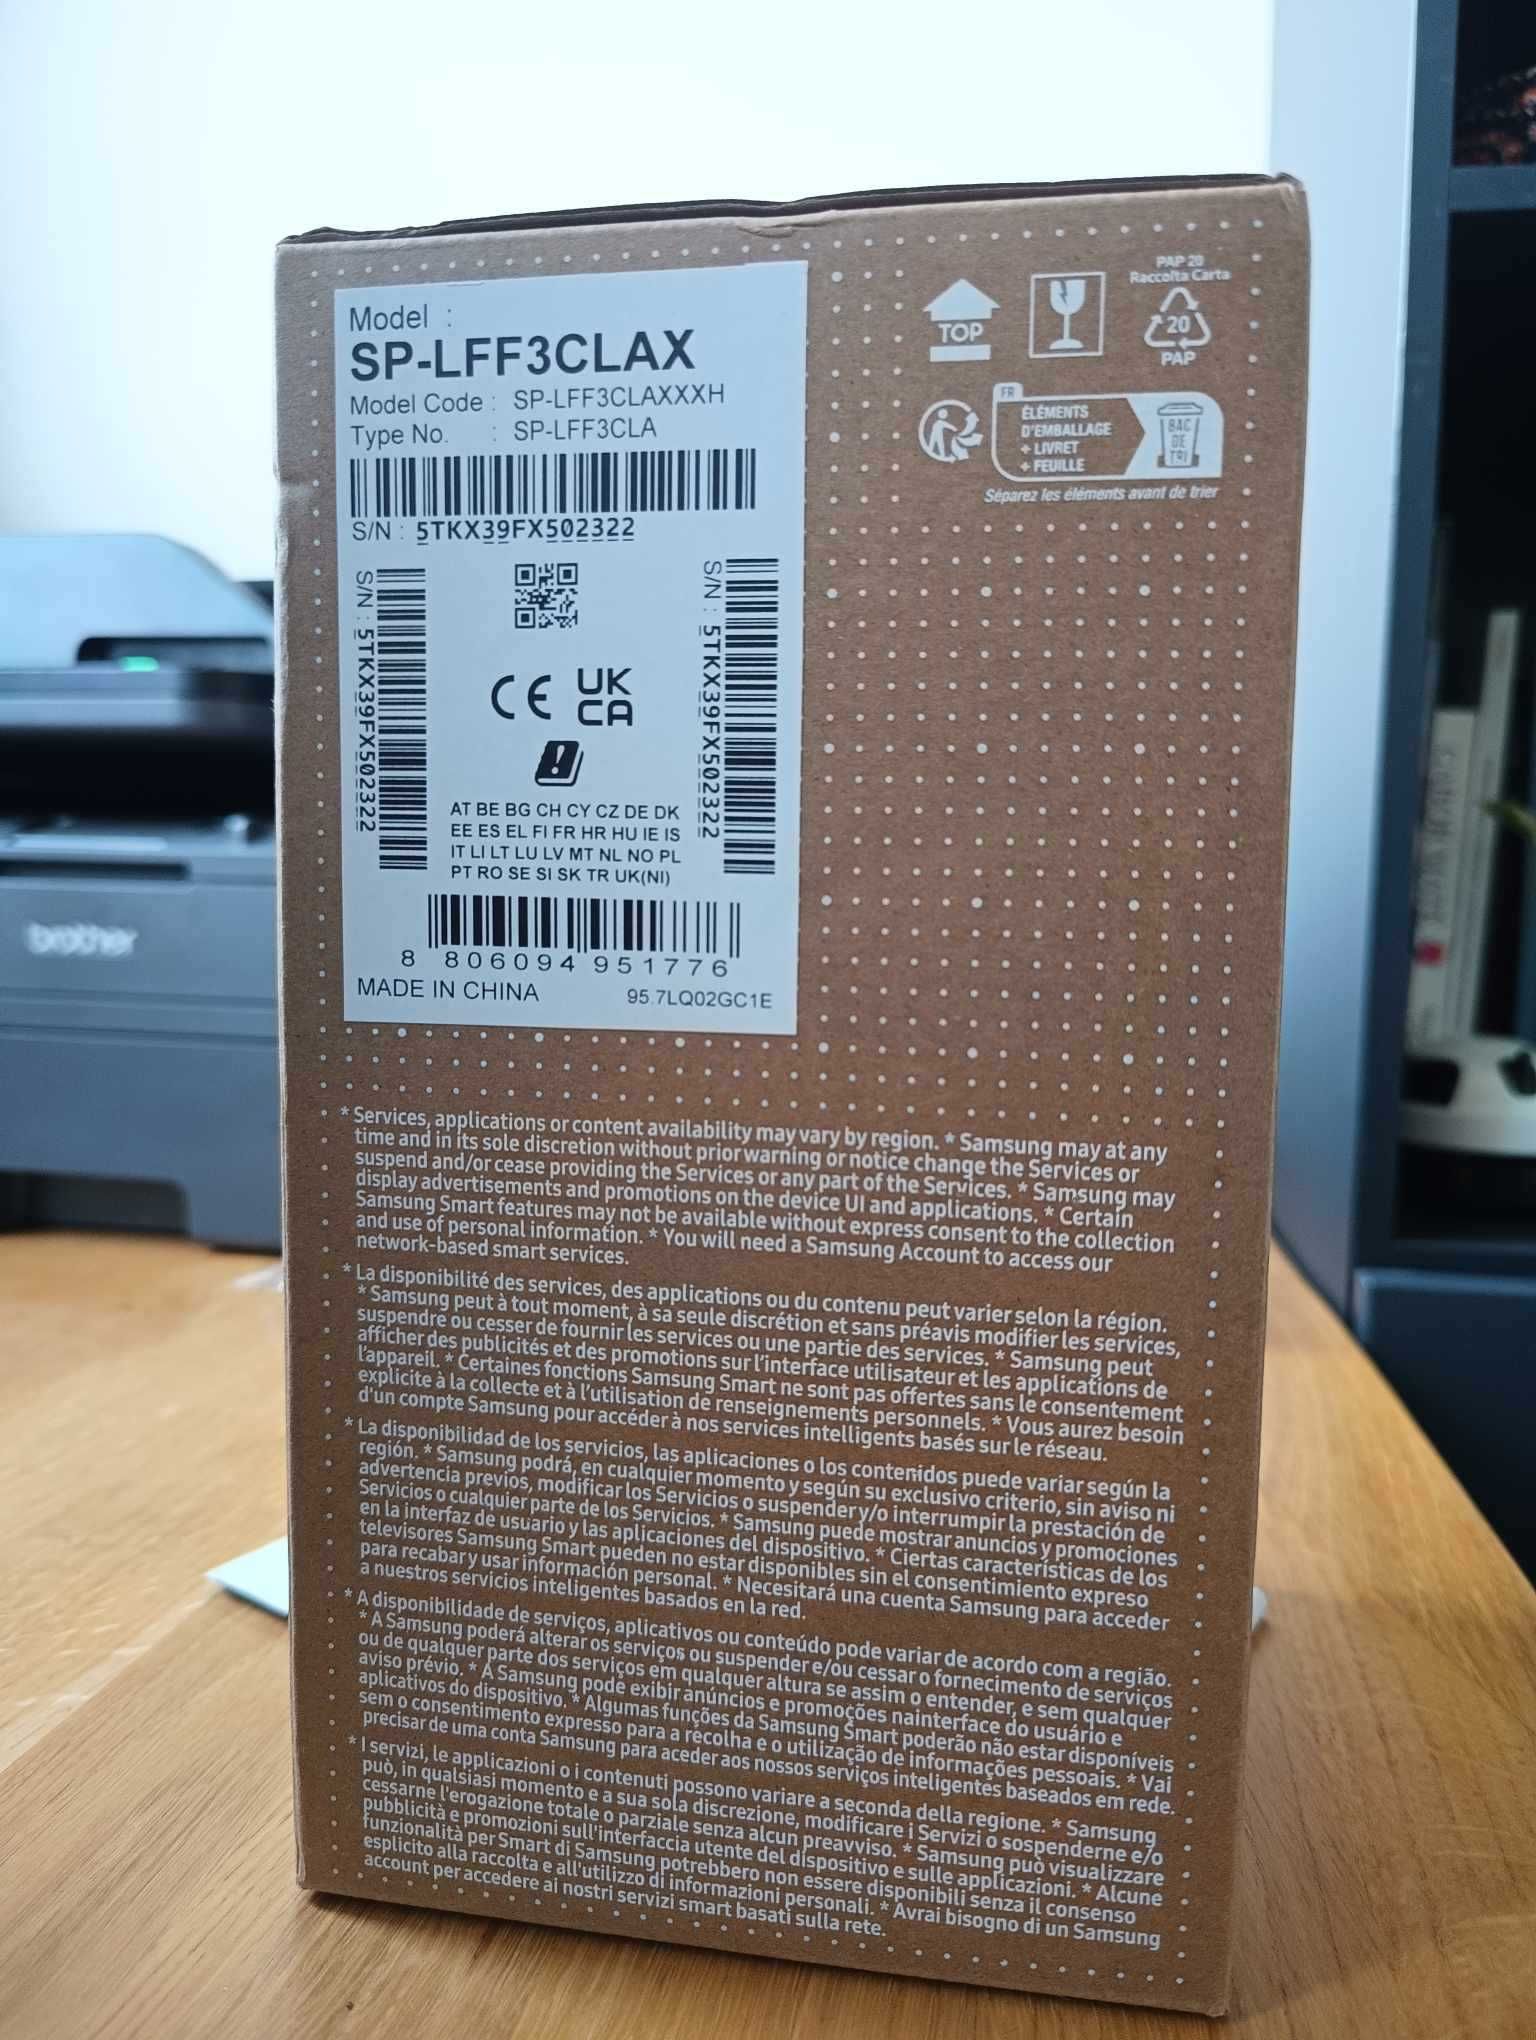 Model :
SP-LFF3CLAX
Model Code : SP-LFF3CLAXXXH
Type No. : SP-LFF3CLA
S/N : 5TKX39FX502322
S/N : 5TKX39FX502322
S/N : 5TKX39FX502322
CE UK
CA
AT BE BG CH CY CZ DE DK
EE ES EL FI FR HR HU IE IS
IT LI LT LU LV MT NL NO PL
PT RO SE SI SK TR UK(NI)
8 806094 951776
MADE IN CHINA 95.7LQ02GC1E
TOP
PAP 20
Raccolta Carta
20
PAP
FR
ÉLÉMENTS
D'EMBALLAGE
+ LIVRET
+ FEUILLE
BAC
DE
TRI
Séparez les éléments avant de trier
* Services, applications or content availability may vary by region. * Samsung may at any
time and in its sole discretion without prior warning or notice change the Services or
suspend and/or cease providing the Services or any part of the Services. * Samsung may
display advertisements and promotions on the device UI and applications. * Certain
Samsung Smart features may not be available without express consent to the collection
and use of personal information. * You will need a Samsung Account to access our
network-based smart services.
* La disponibilité des services, des applications ou du contenu peut varier selon la région.
* Samsung peut à tout moment, à sa seule discrétion et sans préavis modifier les services,
suspendre ou cesser de fournir les services ou une partie des services. * Samsung peut
afficher des publicités et des promotions sur l'interface utilisateur et les applications de
l'appareil. * Certaines fonctions Samsung Smart ne sont pas offertes sans le consentement
explicite à la collecte et à l'utilisation de renseignements personnels. * Vous aurez besoin
d'un compte Samsung pour accéder à nos services intelligents basés sur le réseau.
* La disponibilidad de los servicios, las aplicaciones o los contenidos puede variar según la
región. * Samsung podrá, en cualquier momento y según su exclusivo criterio, sin aviso ni
advertencia previos, modificar los Servicios o suspender y/o interrumpir la prestación de
Servicios o cualquier parte de los Servicios. * Samsung puede mostrar anuncios y promociones
en la interfaz de usuario y las aplicaciones del dispositivo. * Ciertas características de los
televisores Samsung Smart pueden no estar disponibles sin el consentimiento expreso
para recabar y usar información personal. * Necesitará una cuenta Samsung para acceder
a nuestros servicios inteligentes basados en la red.
* A disponibilidade de serviços, aplicativos ou conteúdo pode variar de acordo com a região.
* A Samsung poderá alterar os serviços ou suspender e/ou cessar o fornecimento de serviços
ou de qualquer parte dos serviços em qualquer altura se assim o entender, e sem qualquer
aviso prévio. * A Samsung pode exibir anúncios e promoções nainterface do usuário e
aplicativos do dispositivo. * Algumas funções da Samsung Smart poderão não estar disponíveis
sem o consentimento expresso para a recolha e o utilização de informações pessoais. * Vai
precisar de uma conta Samsung para aceder aos nossos serviços inteligentes baseados em rede.
* I servizi, le applicazioni o i contenuti possono variare a seconda della regione. * Samsung
può, in qualsiasi momento e a sua sola discrezione, modificare i Servizi o sospenderne e/o
cessarne l'erogazione totale o parziale senza alcun preavviso. * Samsung può visualizzare
pubblicità e promozioni sull'interfaccia utente del dispositivo e sulle applicazioni. * Alcune
funzionalità per Smart di Samsung potrebbero non essere disponibili senza il consenso
esplicito alla raccolta e all'utilizzo di informazioni personali. * Avrai bisogno di un Samsung
account per accedere ai nostri servizi smart basati sulla rete.
brother